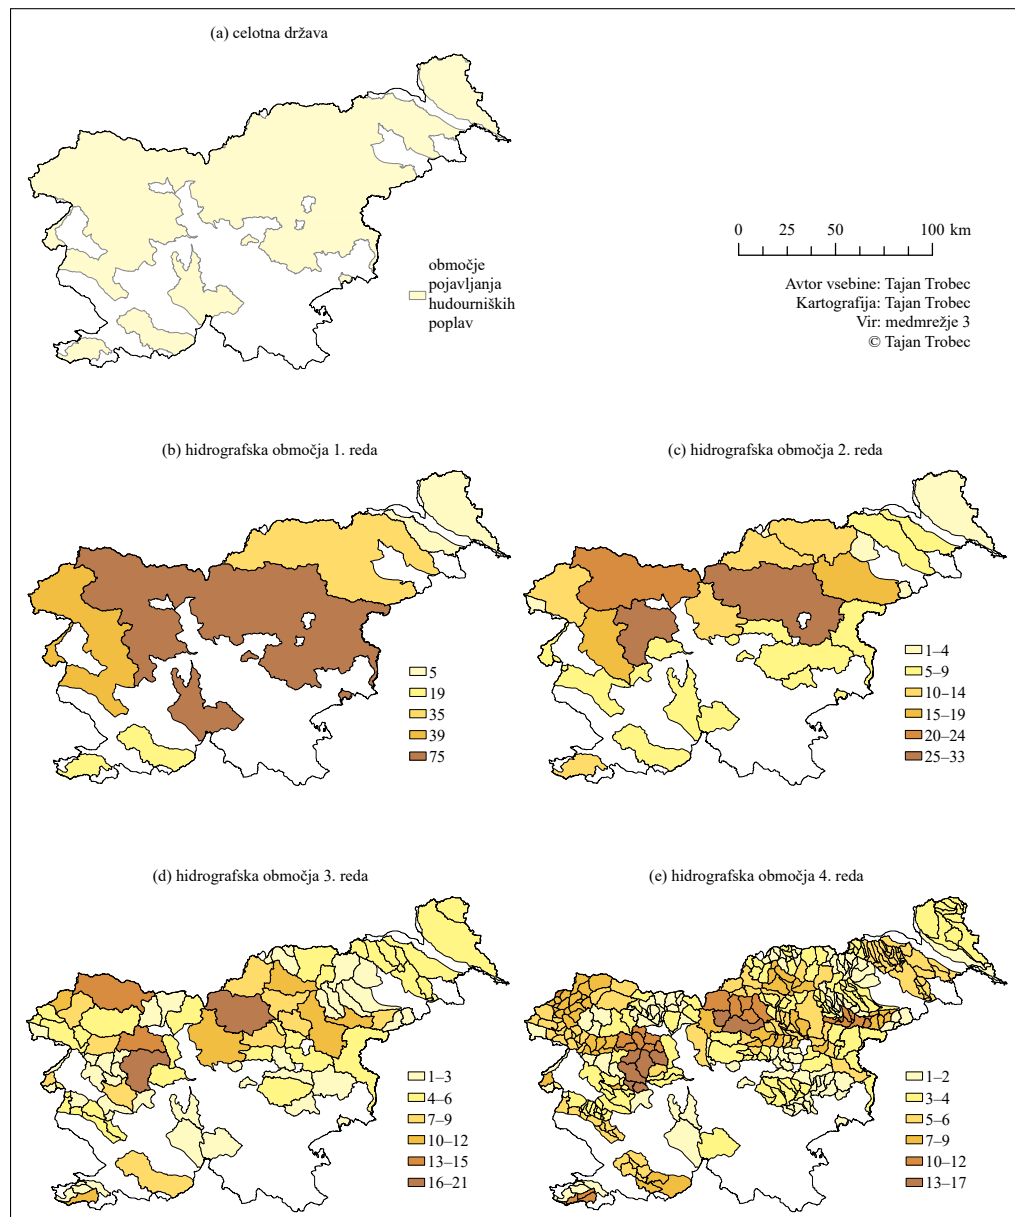 (a) celotna država
območje
pojavljanja
hudourniških
poplav
0 25 50 100 km
Avtor vsebine: Tajan Trobec
Kartografija: Tajan Trobec
Vir: medmrežje 3
© Tajan Trobec
(b) hidrografska območja 1. reda
5
19
35
39
75
(c) hidrografska območja 2. reda
1–4
5–9
10–14
15–19
20–24
25–33
(d) hidrografska območja 3. reda
1–3
4–6
7–9
10–12
13–15
16–21
(e) hidrografska območja 4. reda
1–2
3–4
5–6
7–9
10–12
13–17